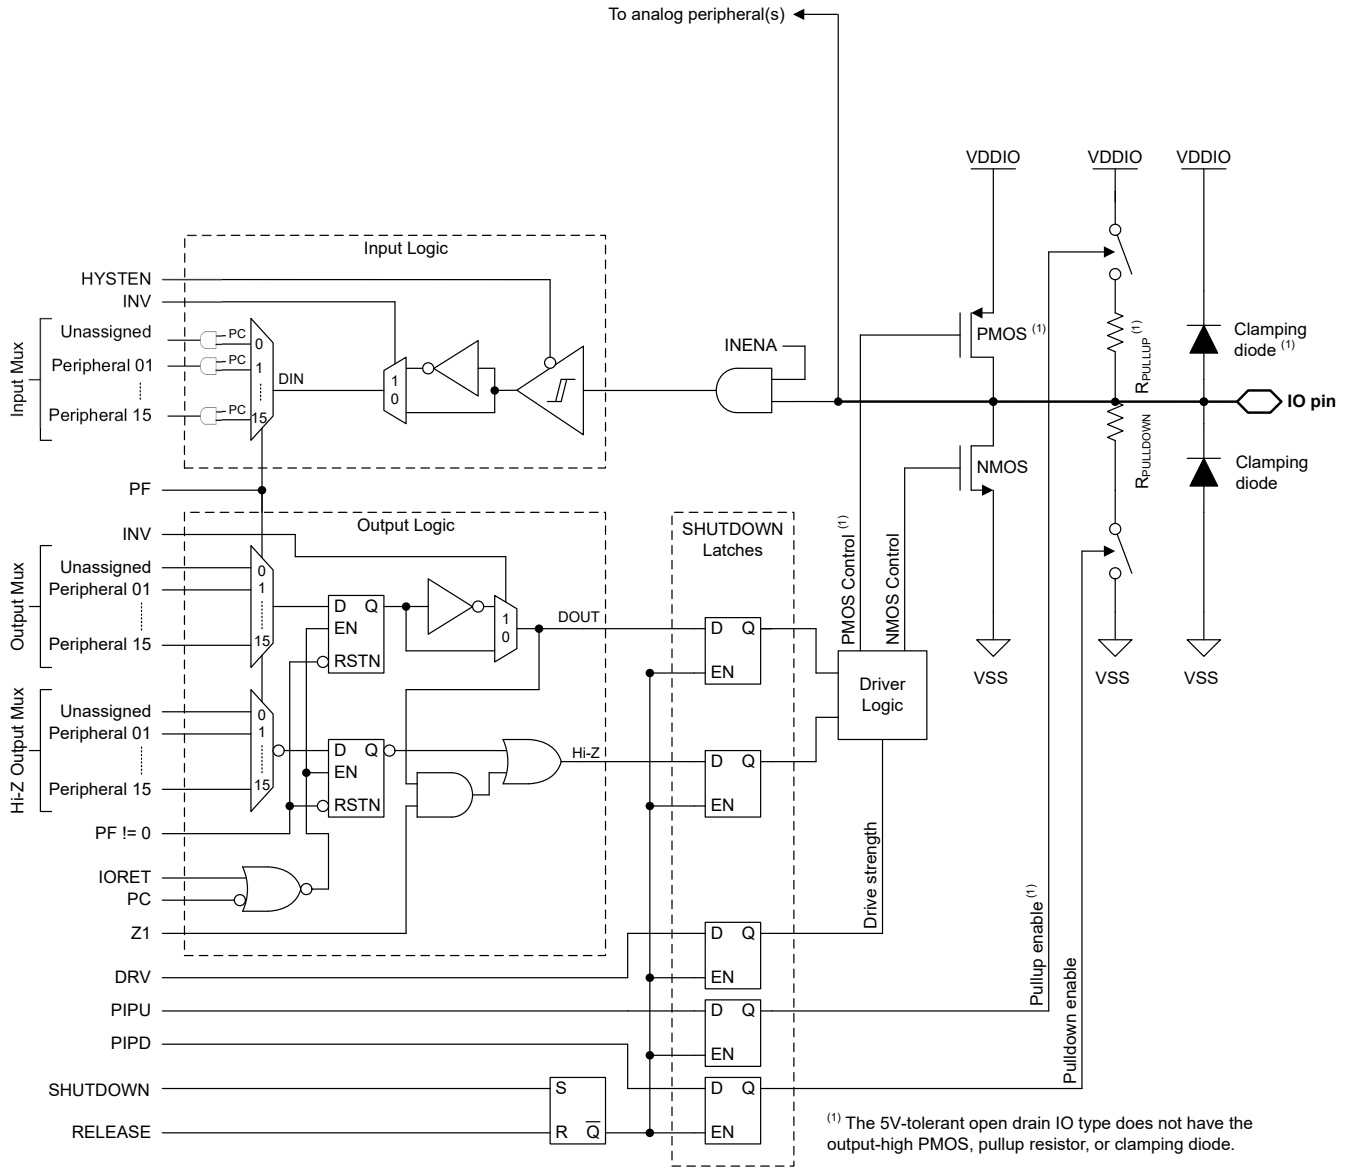 To analog peripheral(s)
VDDIO
VDDIO
VDDIO
Input Logic
HYSTEN
INV
Input Mux
Unassigned
Peripheral 01
Peripheral 15
PC
PC
PC
0
1
15
DIN
1
0
INENA
PMOS (1)
RPULLUP (1)
Clamping
diode (1)
IO pin
NMOS
RPULLDOWN
Clamping
diode
PF
INV
Output Logic
SHUTDOWN
Latches
PMOS Control (1)
NMOS Control
Output Mux
Unassigned
Peripheral 01
Peripheral 15
0
1
15
D Q
EN
RSTN
1
0
DOUT
D Q
EN
Driver
Logic
VSS
VSS
VSS
Hi-Z Output Mux
Unassigned
Peripheral 01
Peripheral 15
0
1
15
D Q
EN
RSTN
Hi-Z
D Q
EN
PF != 0
IORET
PC
Z1
Drive strength
D Q
EN
DRV
Pullup enable (1)
PIPU
D Q
EN
PIPD
Pulldown enable
SHUTDOWN
S
D Q
RELEASE
R Q
EN
(1) The 5V-tolerant open drain IO type does not have the
output-high PMOS, pullup resistor, or clamping diode.